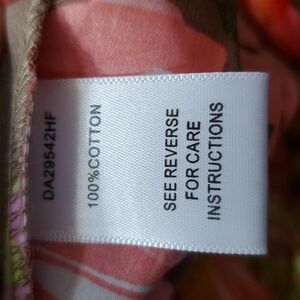 DA29542HF
100%COTTON
SEE REVERSE
FOR CARE
INSTRUCTIONS